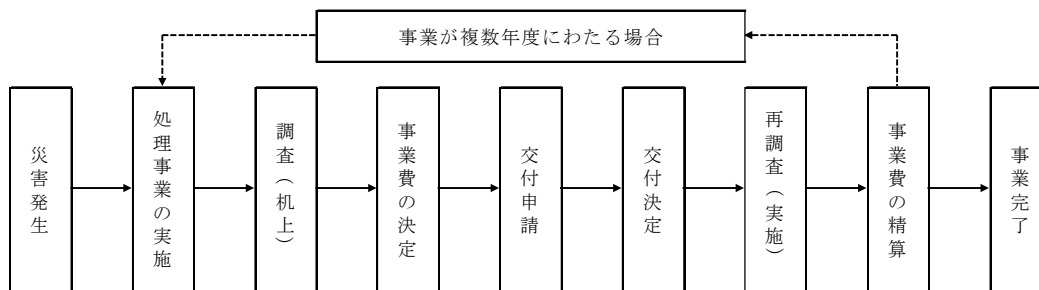 事業が複数年度にわたる場合
災害発生
処理事業の実施
調査（机上）
事業費の決定
交付申請
交付決定
再調査（実施）
事業費の精算
事業完了